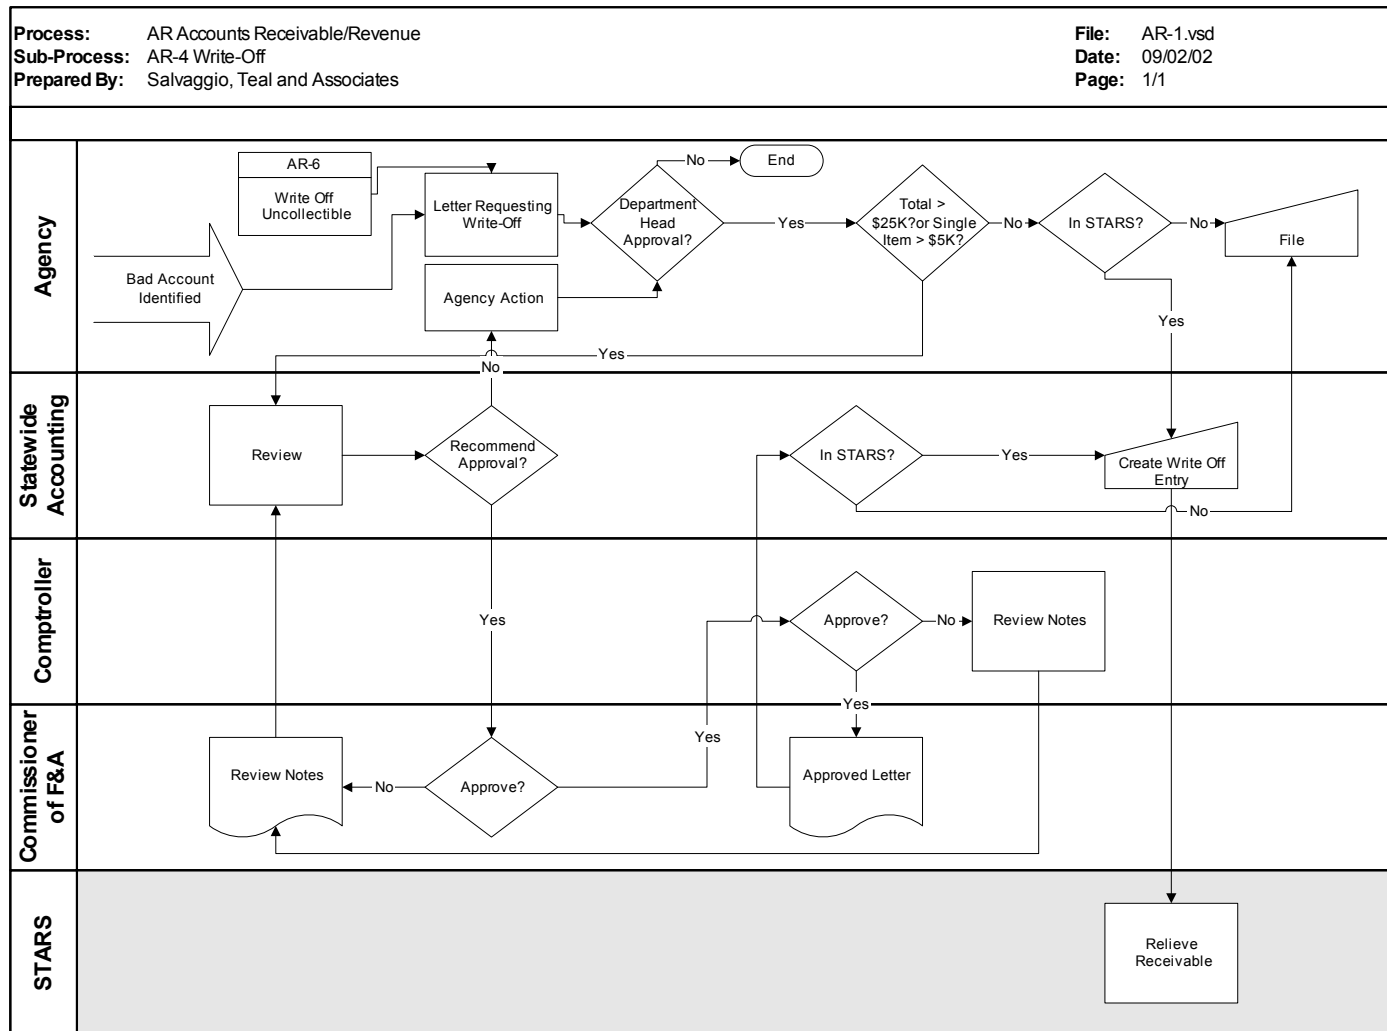 Process: AR Accounts Receivable/Revenue
Sub-Process: AR-4 Write-Off
Prepared By: Salvaggio, Teal and Associates
File: AR-1.vsd
Date: 09/02/02
Page: 1/1
Agency
AR-6
Write Off
Uncollectible
Bad Account
Identified
Letter Requesting
Write-Off
Agency Action
Department
Head
Approval?
No
End
Yes
Total >
$25K?or Single
Item > $5K?
No
In STARS?
No
File
Yes
Yes
No
Statewide
Accounting
Review
Recommend
Approval?
In STARS?
Yes
Create Write Off
Entry
No
Comptroller
Yes
Approve?
No
Review Notes
Yes
Commissioner
of F&A
Review Notes
No
Approve?
Yes
Approved Letter
STARS
Relieve
Receivable